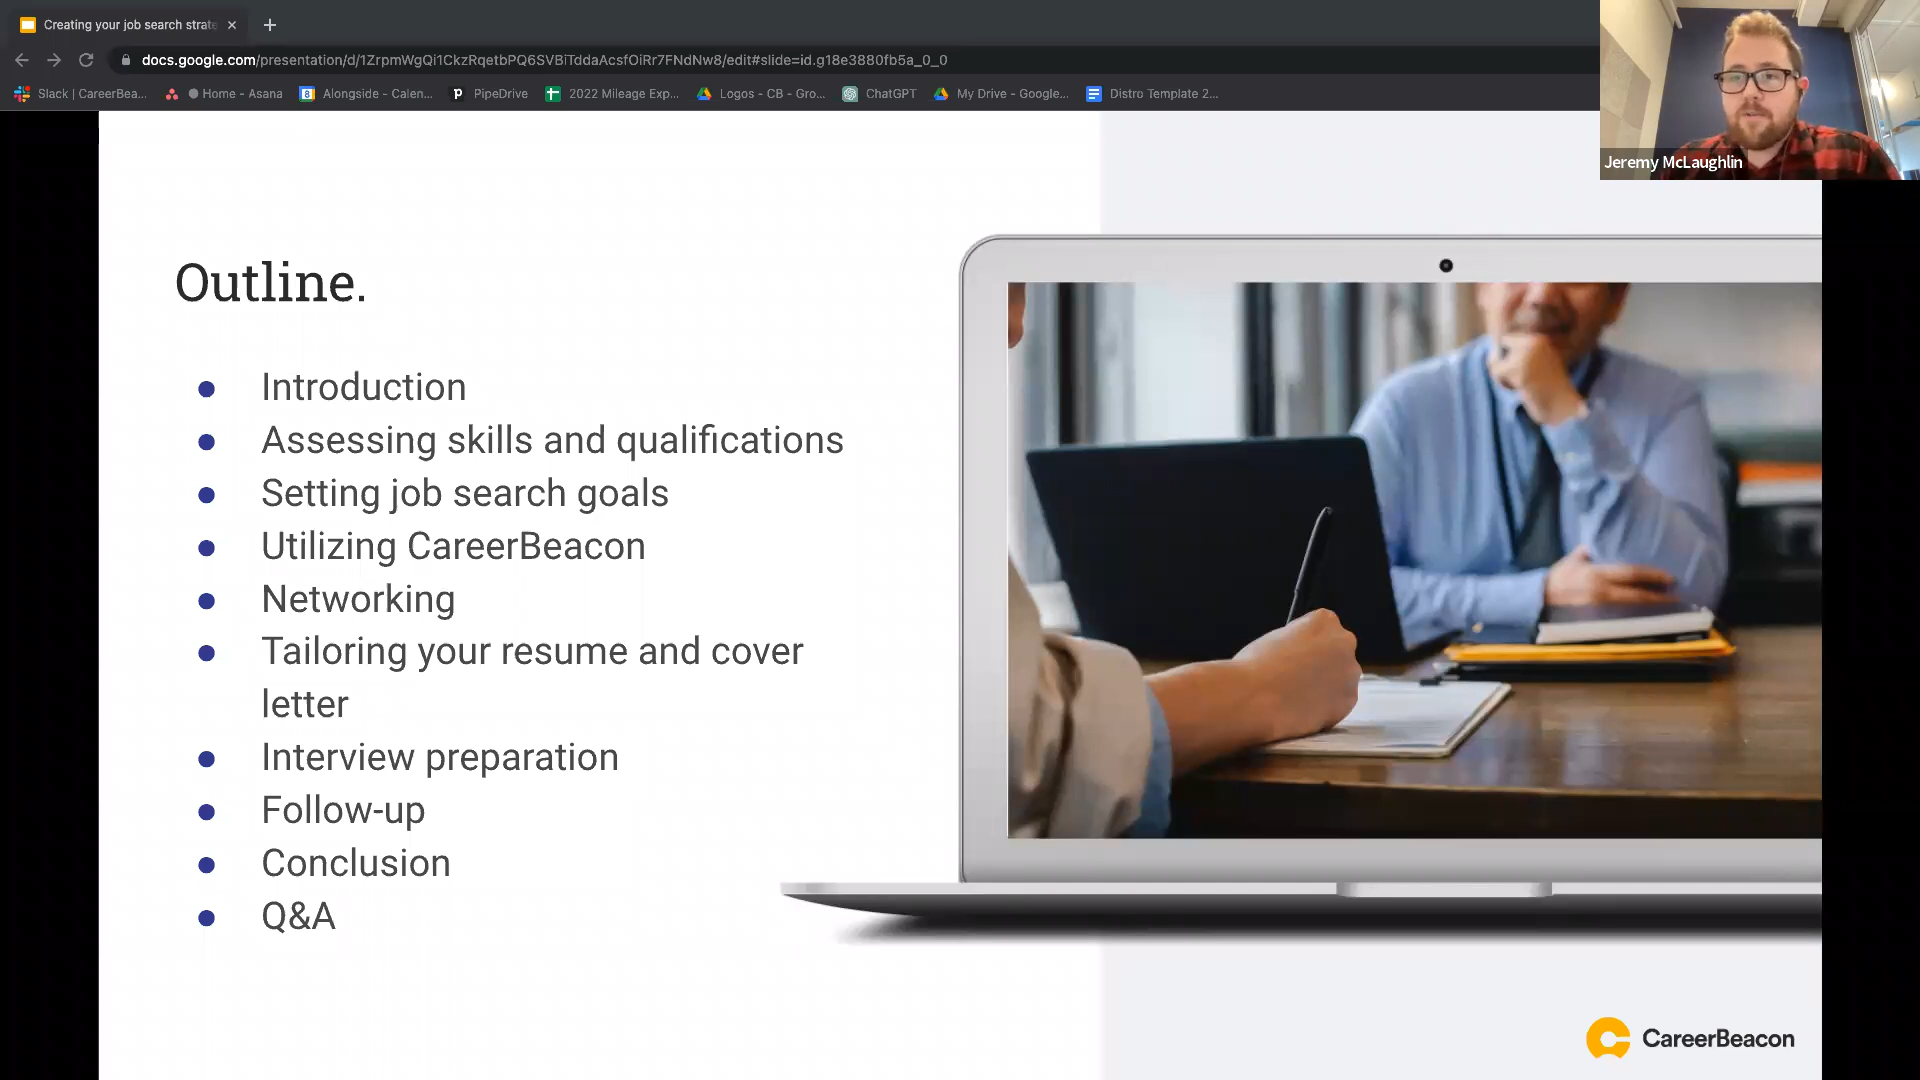 Creating your job search strate
docs.google.com/presentation/d/1ZrpmWgQi1CkzRqetbPQ6SVBiTddaAcsfOiRr7FNdNw8/edit#slide=id.g18e3880fb5a_0_0
Slack | CareerBea... Home - Asana Alongside - Calen... PipeDrive 2022 Mileage Exp... Logos - CB - Gro... ChatGPT My Drive - Google... Distro Template 2...
Jeremy McLaughlin
Outline.
● Introduction
● Assessing skills and qualifications
● Setting job search goals
● Utilizing CareerBeacon
● Networking
● Tailoring your resume and cover
letter
● Interview preparation
● Follow-up
● Conclusion
● Q&A
CareerBeacon